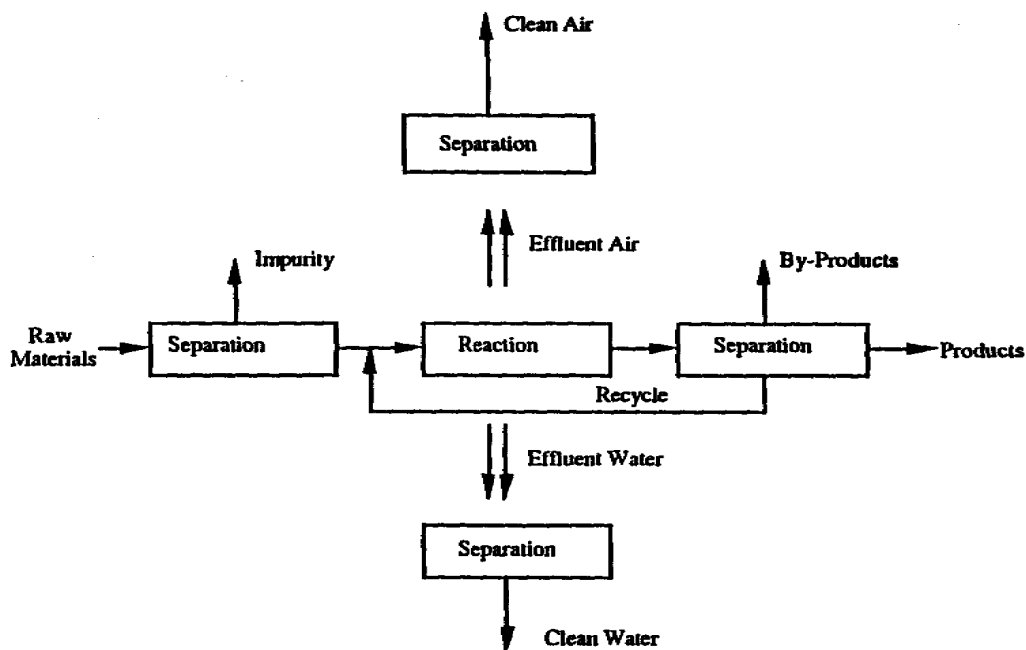 Clean Air
Separation
Effluent Air
Impurity
By-Products
Raw
Materials
Separation
Reaction
Separation
Products
Recycle
Effluent Water
Separation
Clean Water